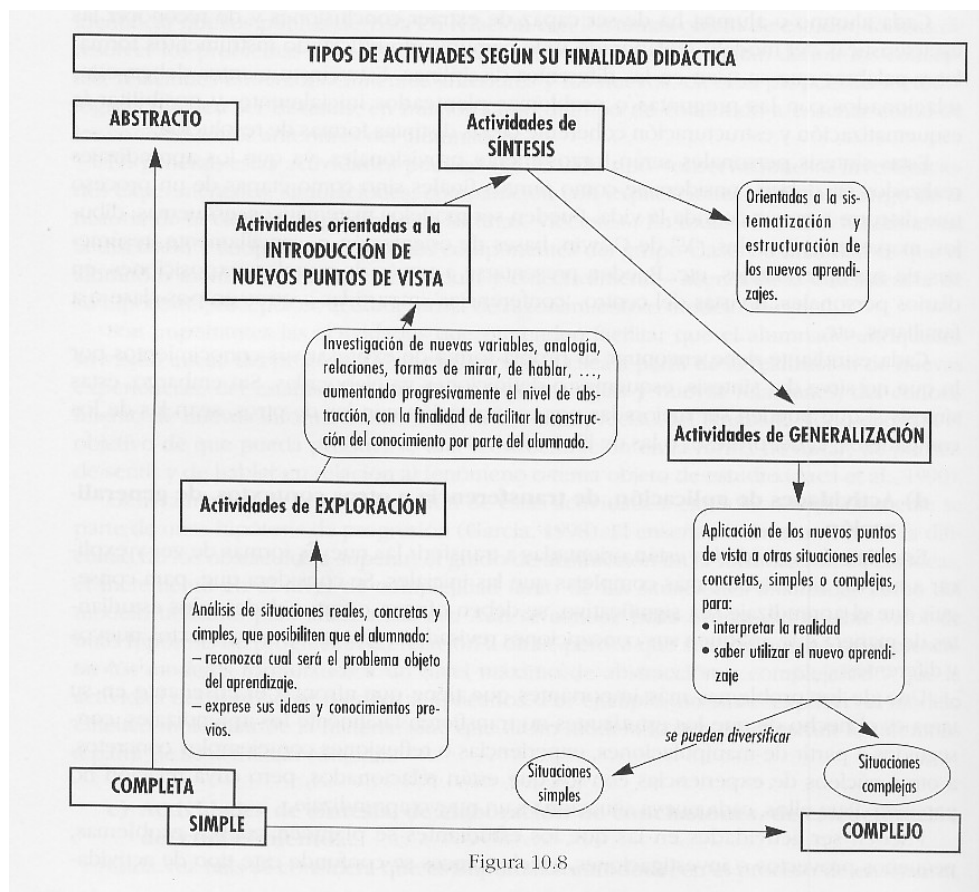 TIPOS DE ACTIVIADES SEGÚN SU FINALIDAD DIDÁCTICA
ABSTRACTO
Actividades de
SÍNTESIS
Orientadas a la sis-
tematización y
estructuración de
los nuevos aprendi-
zajes.
Actividades orientadas a la
INTRODUCCIÓN DE
NUEVOS PUNTOS DE VISTA
Investigación de nuevas variables, analogía,
relaciones, formas de mirar, de hablar, ...,
aumentando progresivamente el nivel de abs-
tracción, con la finalidad de facilitar la construc-
ción del conocimiento por parte del alumnado.
Actividades de GENERALIZACIÓN
Actividades de EXPLORACIÓN
Aplicación de los nuevos puntos
de vista a otras situaciones reales
concretas, simples o complejas,
para:
• interpretar la realidad
• saber utilizar el nuevo aprendi-
zaje
Análisis de situaciones reales, concretas
cimples, que posibiliten que el alumnado:
– reconozca cual será el problema objeto
del aprendizaje.
– exprese sus ideas y conocimientos pre-
vios.
se pueden diversificar
Situaciones
simples
Situaciones
complejas
COMPLETA
SIMPLE
COMPLEJO
Figura 10.8